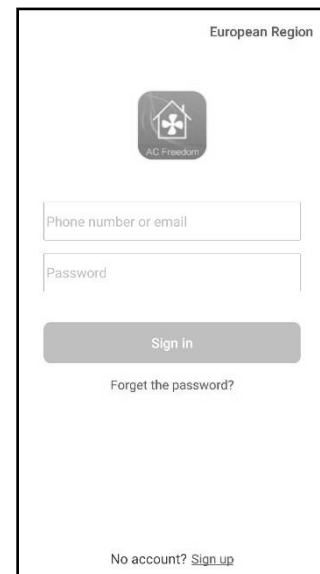 European Region
AC Freedom
Phone number or email
Password
Sign in
Forget the password?
No account? Sign up